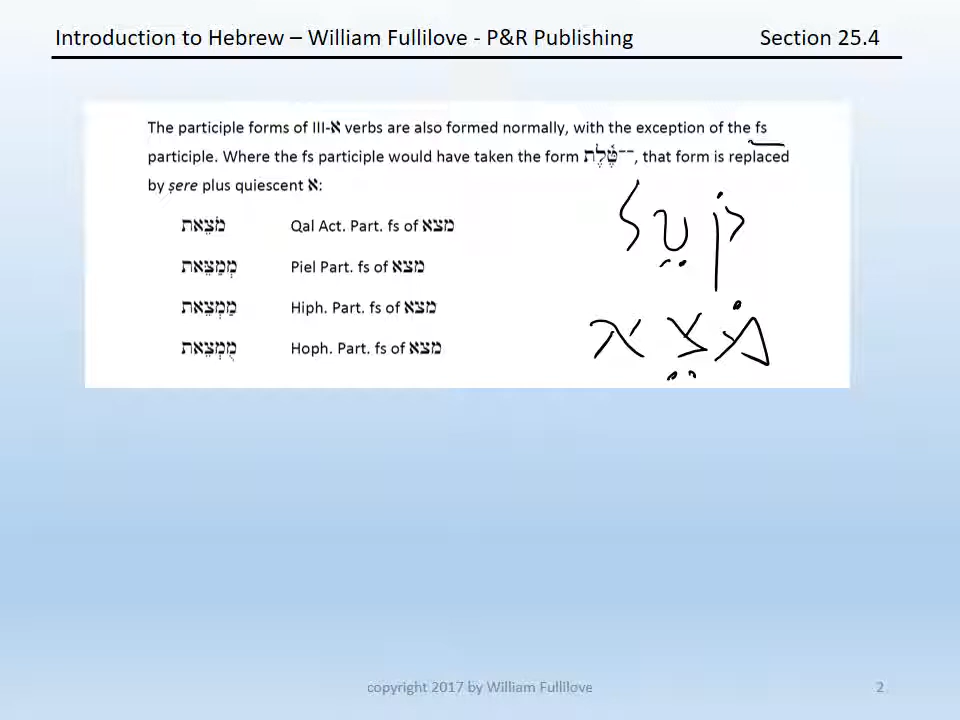 Introduction to Hebrew – William Fullilove - P&R Publishing Section 25.4
The participle forms of III-א verbs are also formed normally, with the exception of the fs
participle. Where the fs participle would have taken the form קֶּ֫לֶת--, that form is replaced
by ṣere plus quiescent א:
מֹצֵאת Qal Act. Part. fs of מצא
מְמַצֵּאת Piel Part. fs of מצא
מַמְצֵאת Hiph. Part. fs of מצא
מֻמְצֵאת Hoph. Part. fs of מצא
קֹטֵל
מֹצֵא
copyright 2017 by William Fullilove 2